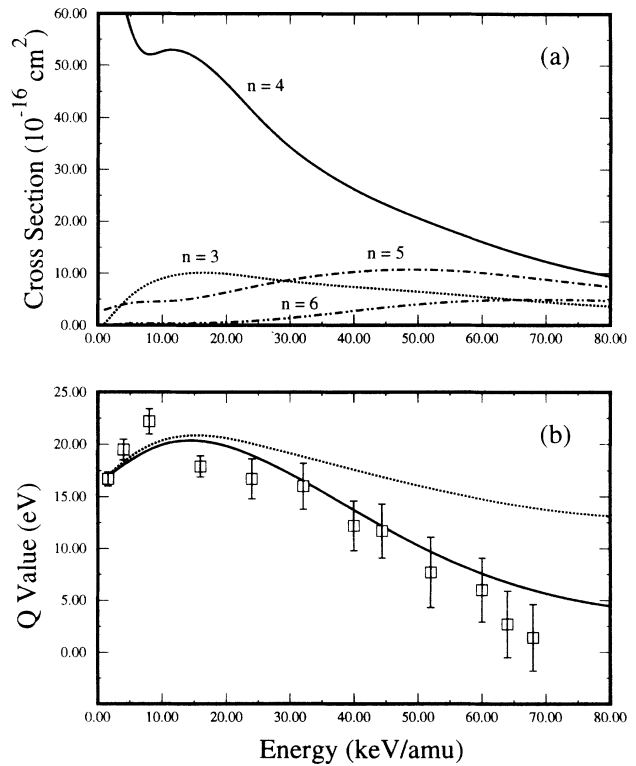 60.00
(a)
50.00
n = 4
40.00
Cross Section (10⁻¹⁶ cm²)
30.00
20.00
n = 3
n = 5
10.00
n = 6
0.00
0.00 10.00 20.00 30.00 40.00 50.00 60.00 70.00 80.00
25.00
(b)
20.00
15.00
Q Value (eV)
10.00
5.00
0.00
0.00 10.00 20.00 30.00 40.00 50.00 60.00 70.00 80.00
Energy (keV/amu)